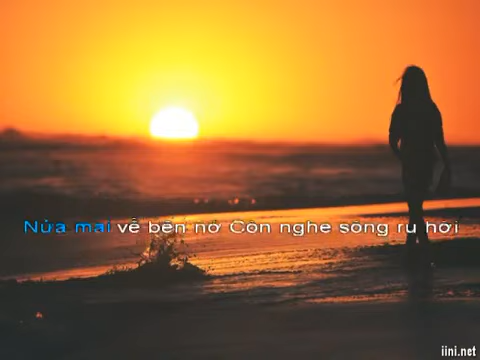 Nửa mai về bên nớ Còn nghe sóng ru hời
iini.net